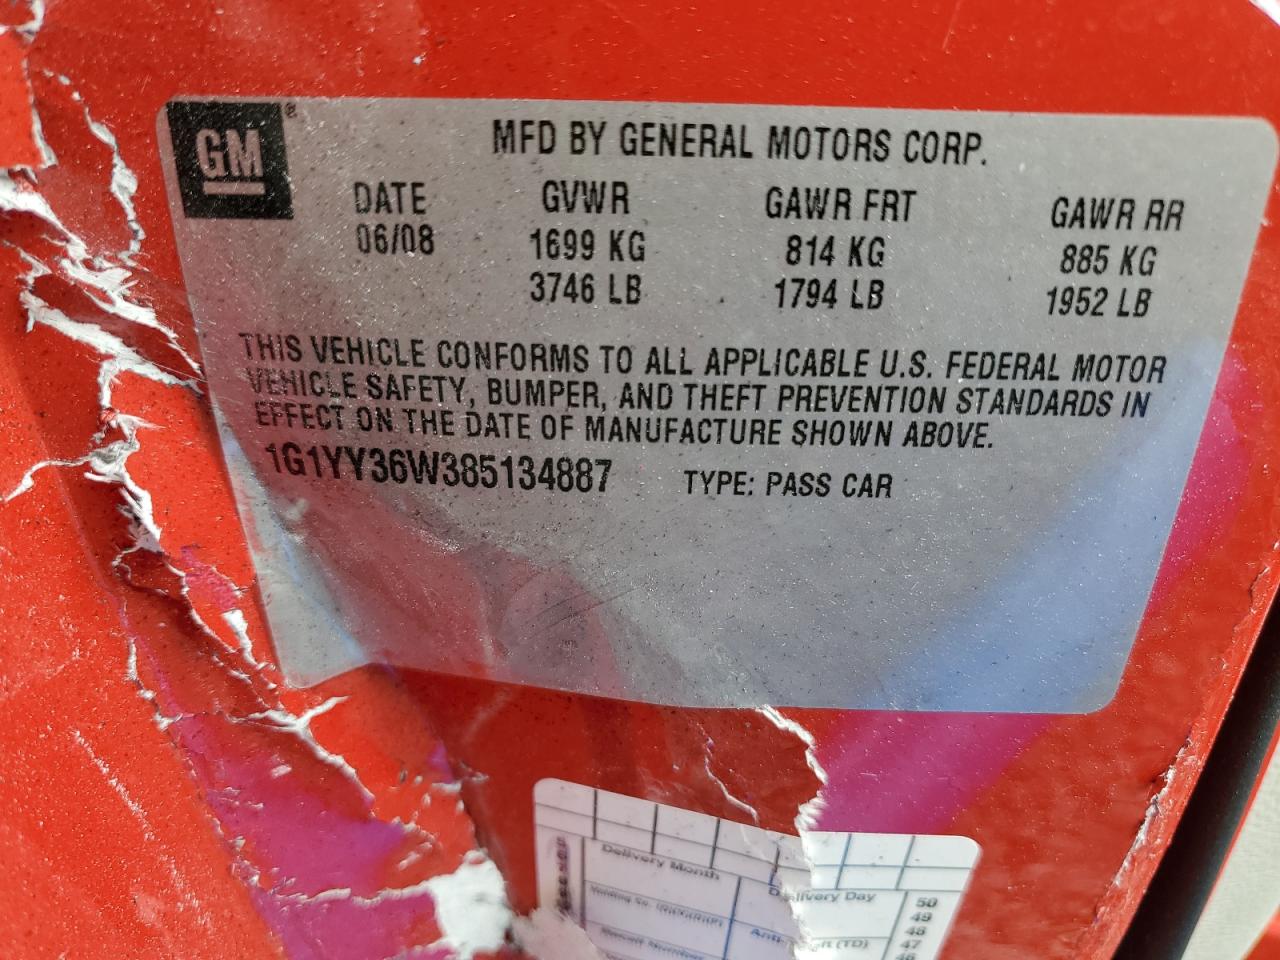 GM®
MFD BY GENERAL MOTORS CORP.
DATE GVWR GAWR FRT GAWR RR
06/08 1699 KG 814 KG 885 KG
3746 LB 1794 LB 1952 LB
THIS VEHICLE CONFORMS TO ALL APPLICABLE U.S. FEDERAL MOTOR
VEHICLE SAFETY, BUMPER, AND THEFT PREVENTION STANDARDS IN
EFFECT ON THE DATE OF MANUFACTURE SHOWN ABOVE.
1G1YY36W385134887 TYPE: PASS CAR
Delivery Month
Delivery Day 50
49
48
(TD) 47
46